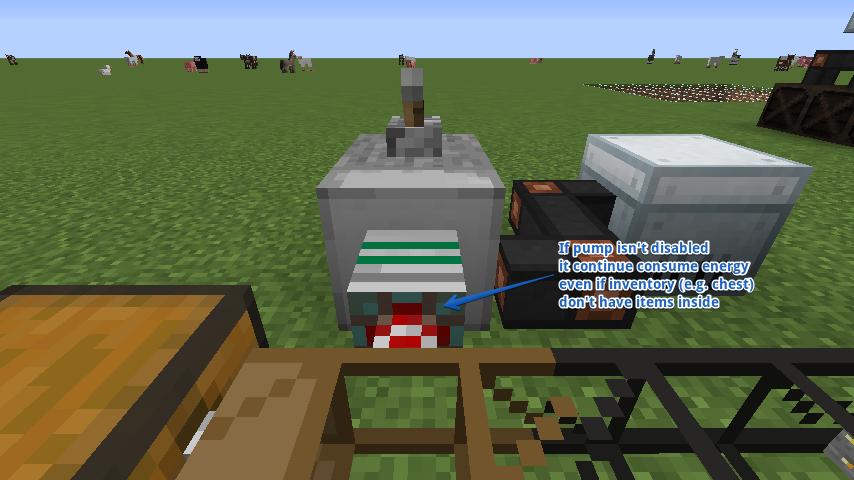 If pump isn't disabled
it continue consume energy
even if inventory (e.g. chest)
don't have items inside